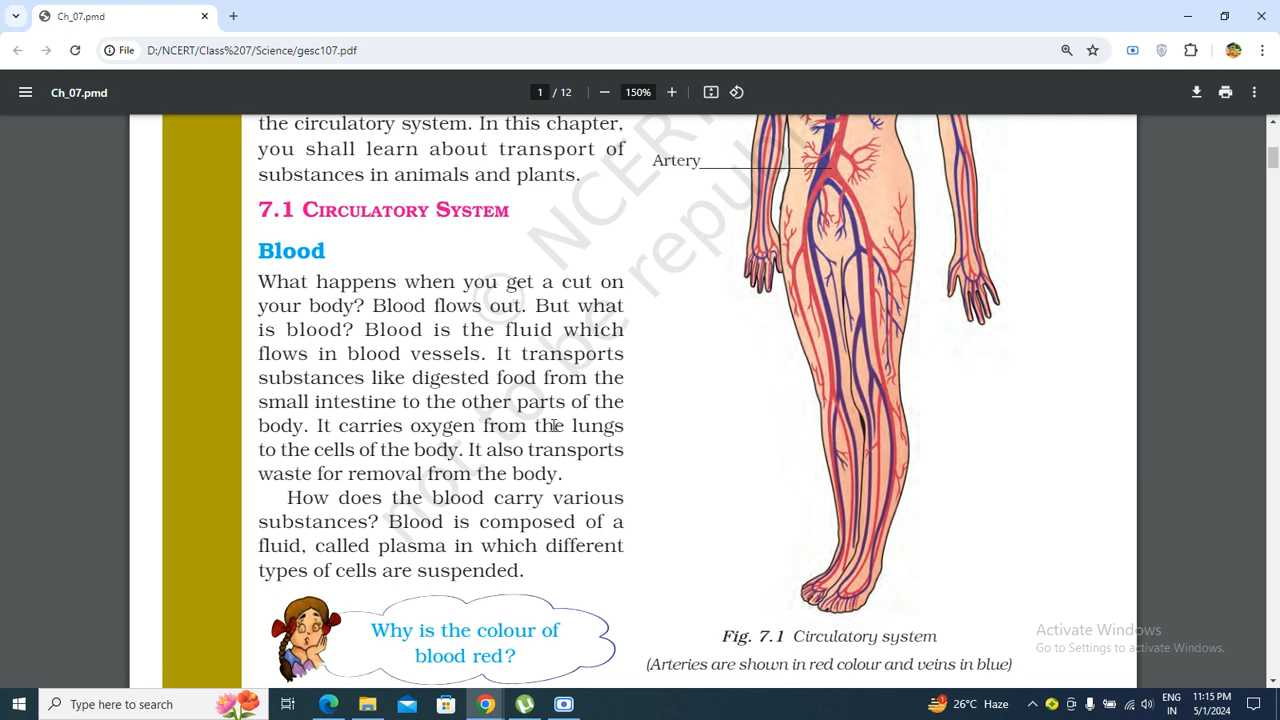 Ch_07.pmd
File
D:/NCERT/Class%207/Science/gesc107.pdf
Ch_07.pmd
1 / 12
150%
the circulatory system. In this chapter,
you shall learn about transport of
substances in animals and plants.
7.1 CIRCULATORY SYSTEM
Blood
What happens when you get a cut on
your body? Blood flows out. But what
is blood? Blood is the fluid which
flows in blood vessels. It transports
substances like digested food from the
small intestine to the other parts of the
body. It carries oxygen from the lungs
to the cells of the body. It also transports
waste for removal from the body.
How does the blood carry various
substances? Blood is composed of a
fluid, called plasma in which different
types of cells are suspended.
Why is the colour of
blood red?
Artery
Fig. 7.1 Circulatory system
(Arteries are shown in red colour and veins in blue)
© NCERT
not to be republ
Activate Windows
Go to Settings to activate Windows.
Type here to search
26°C Haze
ENG
IN
11:15 PM
5/1/2024